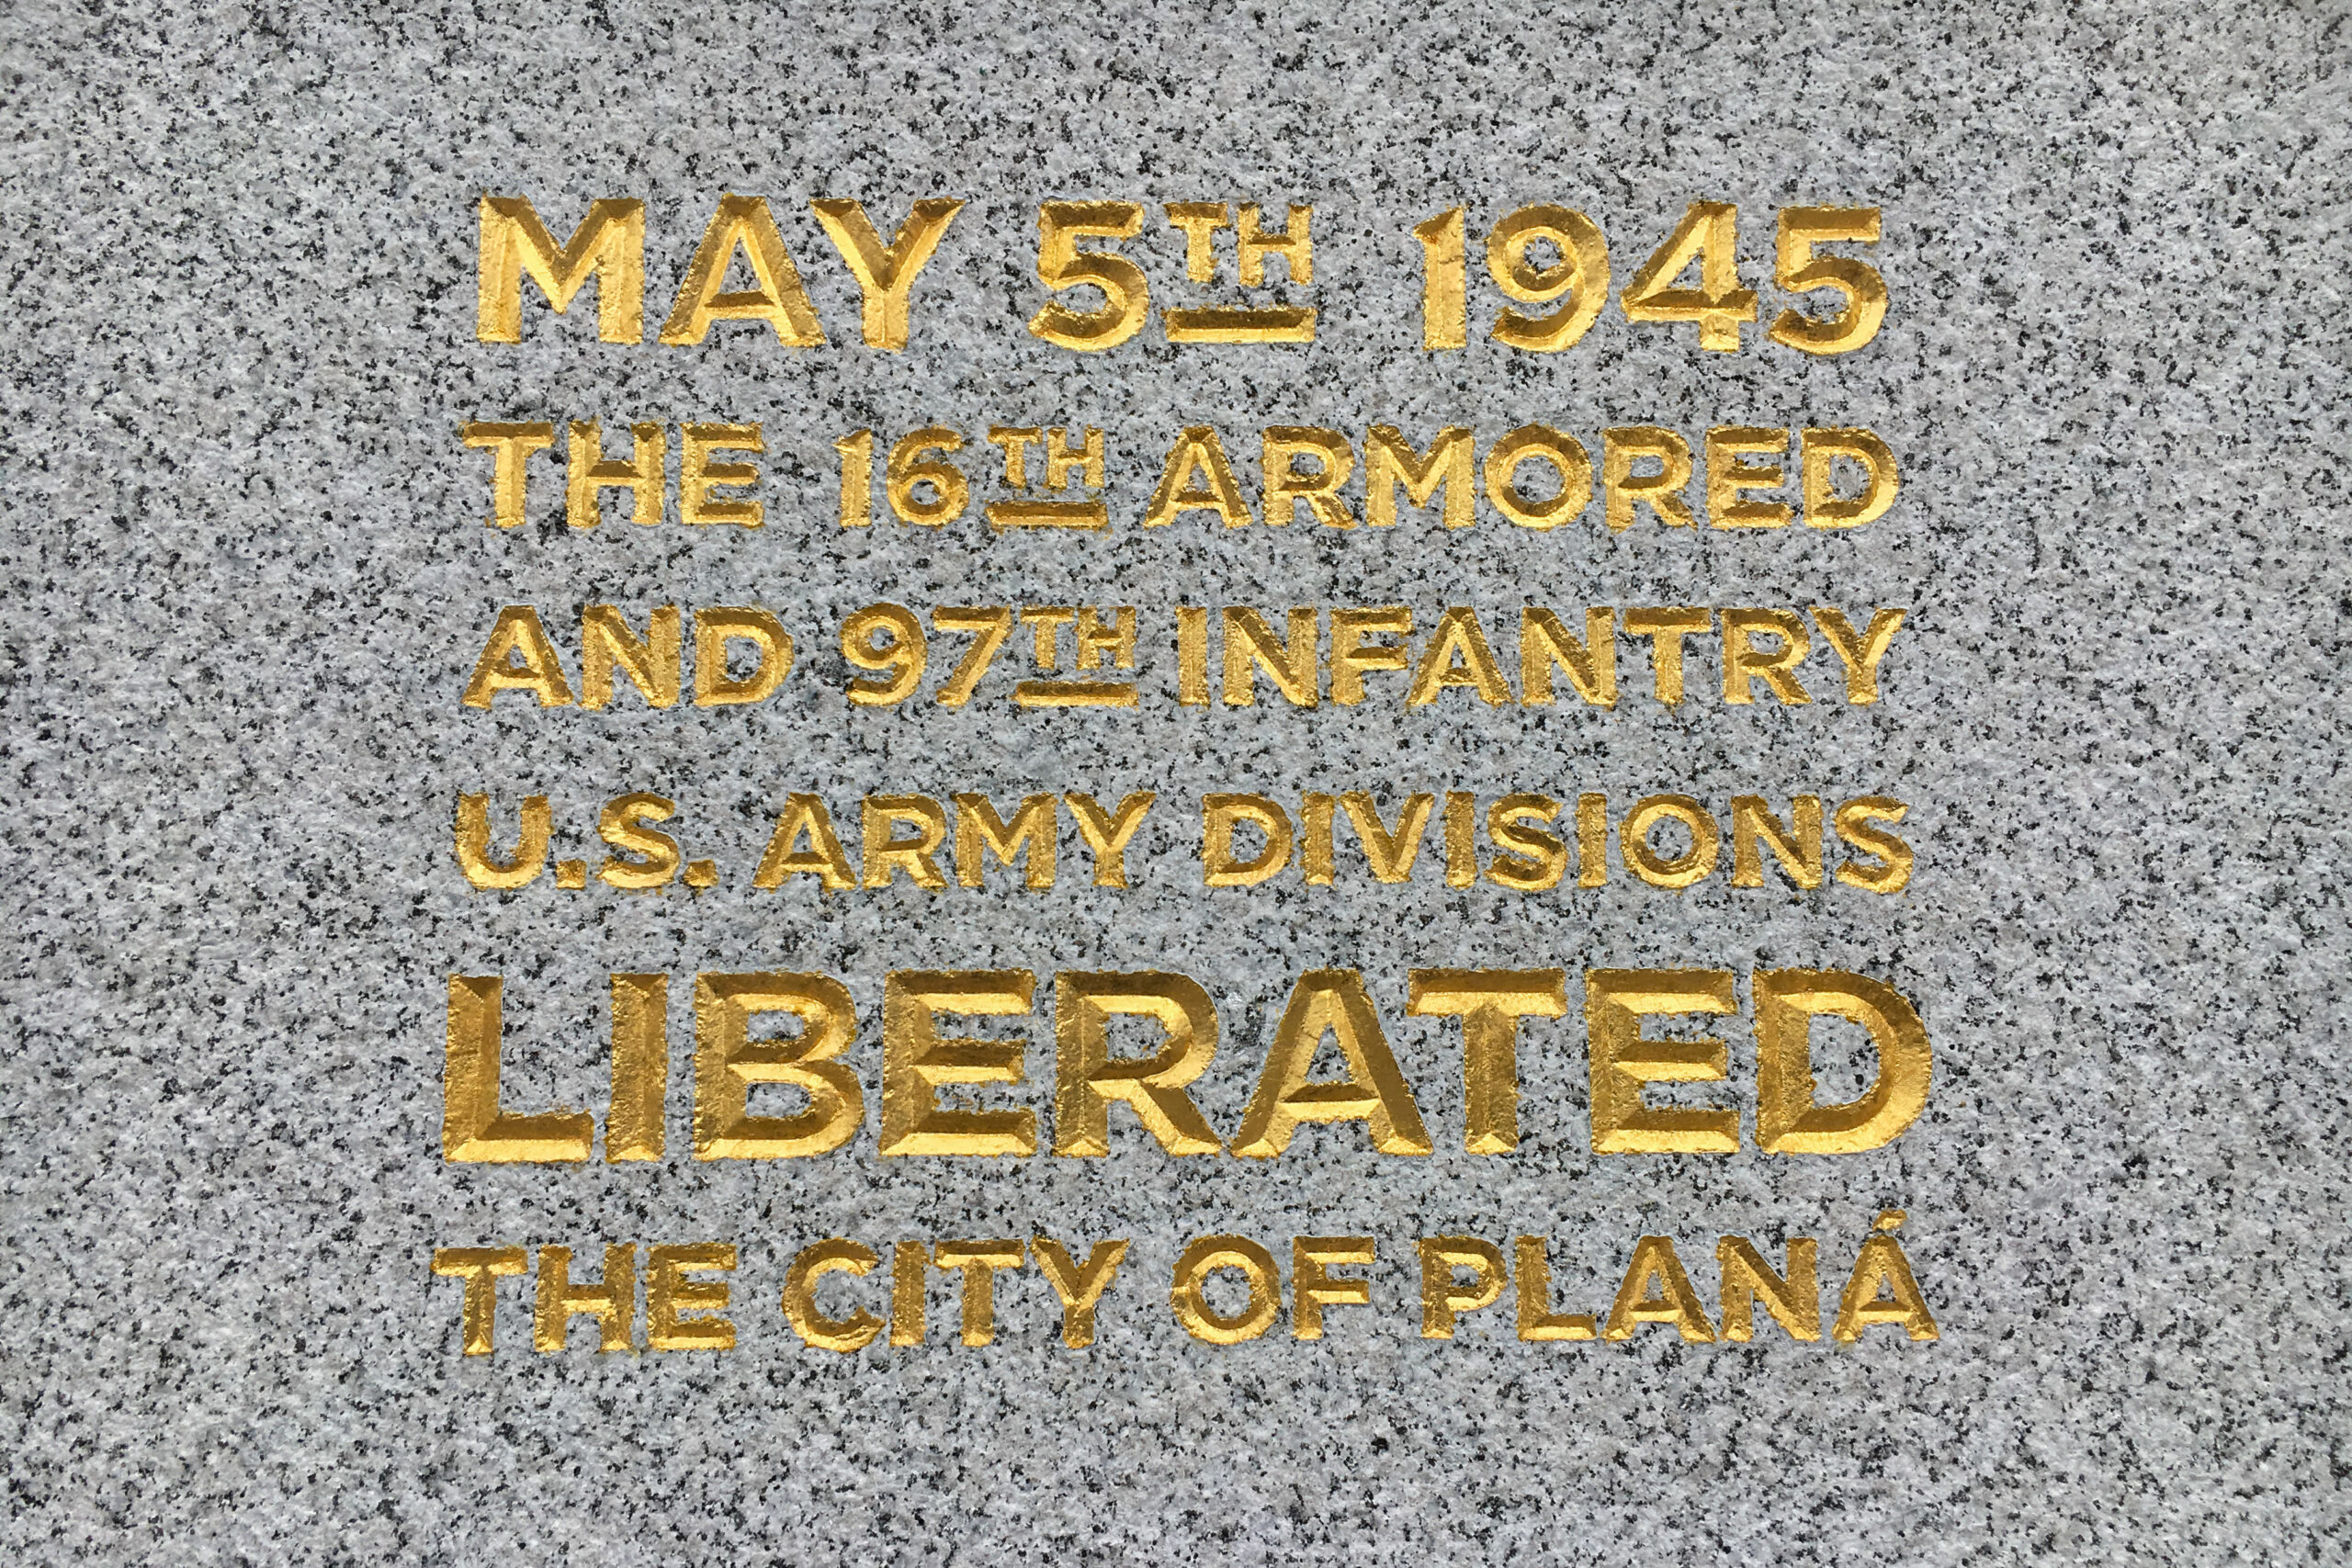 MAY 5TH 1945
THE 16TH ARMORED
AND 97TH INFANTRY
U.S. ARMY DIVISIONS
LIBERATED
THE CITY OF PLANÁ